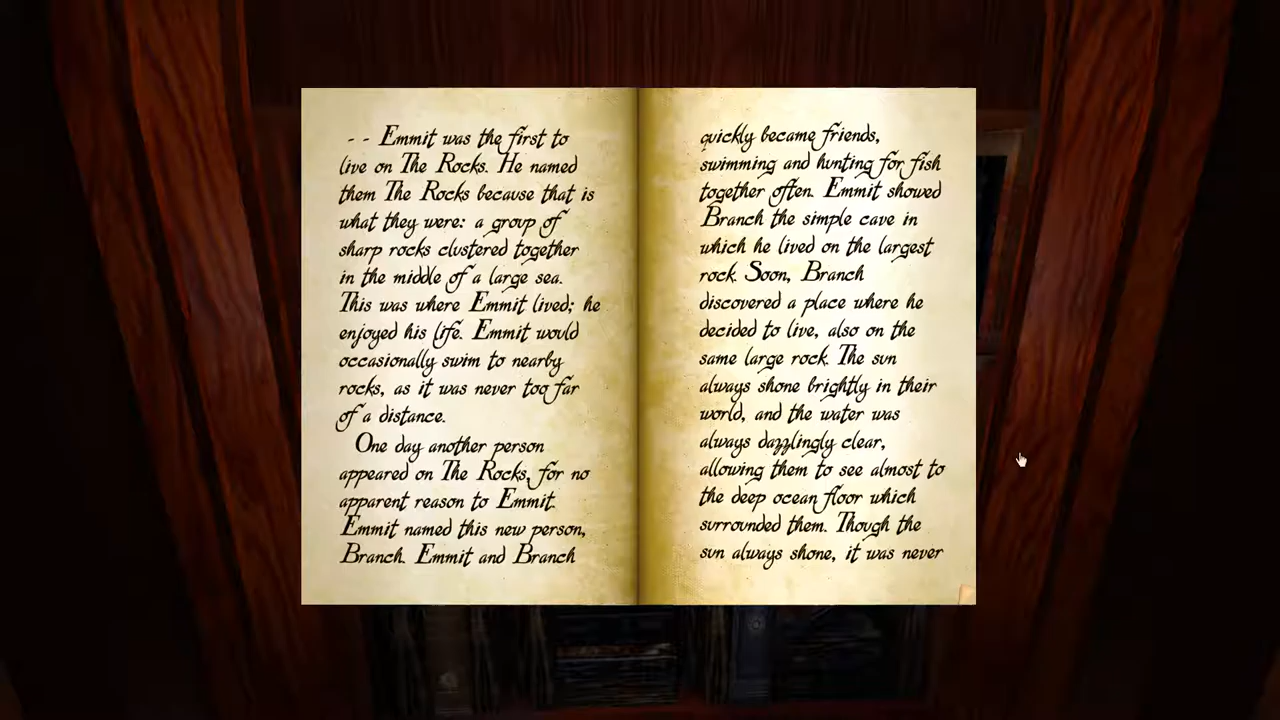 - - Emmit was the first to
live on The Rocks. He named
them The Rocks because that is
what they were: a group of
sharp rocks clustered together
in the middle of a large sea.
This was where Emmit lived; he
enjoyed his life. Emmit would
occasionally swim to nearby
rocks, as it was never too far
of a distance.
One day another person
appeared on The Rocks, for no
apparent reason to Emmit.
Emmit named this new person,
Branch. Emmit and Branch
quickly became friends,
swimming and hunting for fish
together often. Emmit showed
Branch the simple cave in
which he lived on the largest
rock. Soon, Branch
discovered a place where he
decided to live, also on the
same large rock. The sun
always shone brightly in their
world, and the water was
always dazzlingly clear,
allowing them to see almost to
the deep ocean floor which
surrounded them. Though the
sun always shone, it was never